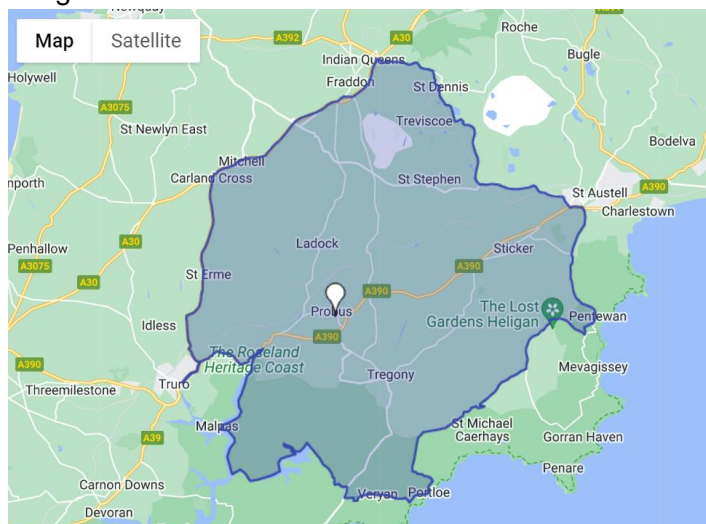 Map Satellite
A392
A30
Roche
Indian Queens
Bugle
Holywell
Fraddon
St Dennis
A3075
Treviscoe
St Newlyn East
Bodelva
Mitchell
Carland Cross
St Stephen
A390
nporth
St Austell
Charlestown
A30
Ladock
Sticker
Penhallow
A3075
A390
St Erme
A30
A390
Probus
The Lost
Gardens Heligan
Pentewan
Idless
A390
The Roseland
Heritage Coast
A390
Mevagissey
Truro
Tregony
Threemilestone
St Michael
Caerhays
Malpas
Gorran Haven
A39
Penare
Carnon Downs
Veryan
Portloe
Devoran